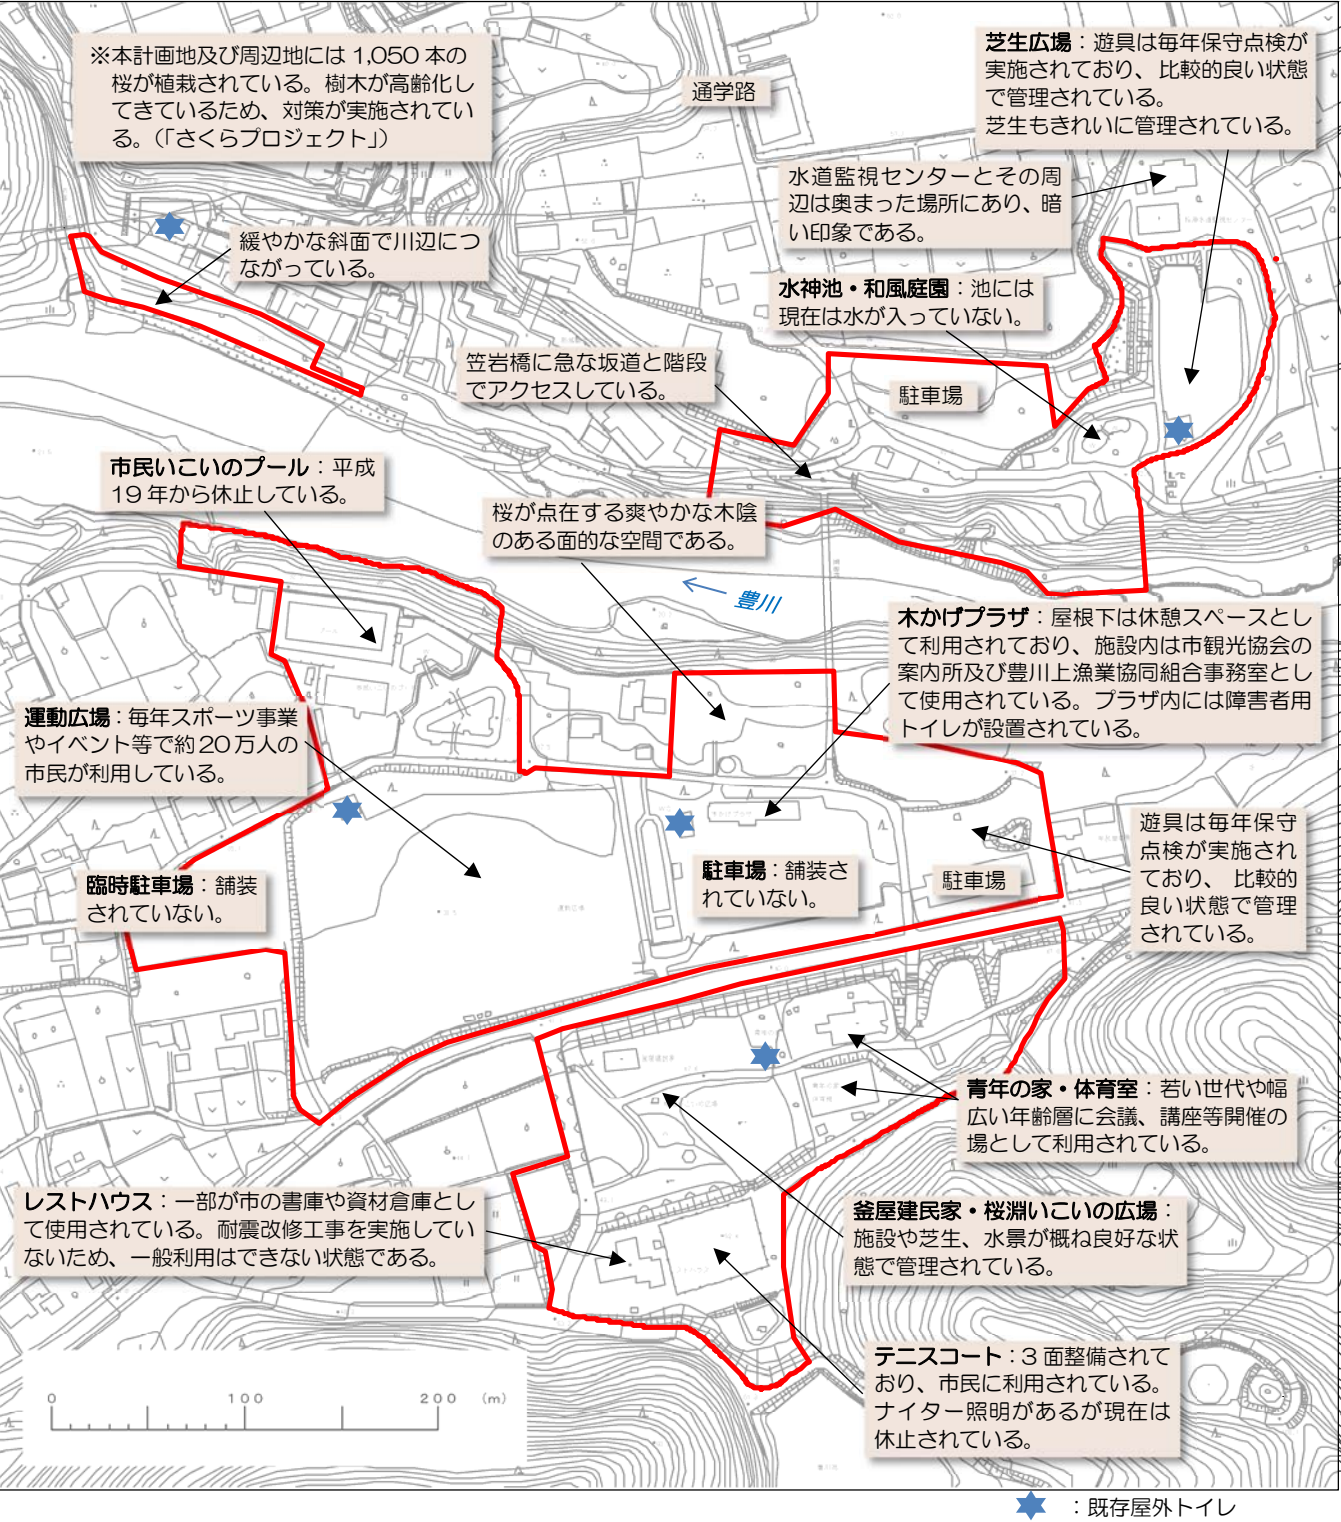 ※本計画地及び周辺地には 1,050 本の
桜が植栽されている。樹木が高齢化し
てきているため、対策が実施されてい
る。（「さくらプロジェクト」）
通学路
芝生広場：遊具は毎年保守点検が
実施されており、比較的良い状態
で管理されている。
芝生もきれいに管理されている。
水道監視センターとその周
辺は奥まった場所にあり、暗
い印象である。
緩やかな斜面で川辺につ
ながっている。
水神池・和風庭園：池には
現在は水が入っていない。
笠岩橋に急な坂道と階段
でアクセスしている。
駐車場
市民いこいのプール：平成
19 年から休止している。
桜が点在する爽やかな木陰
のある面的な空間である。
豊川
木かげプラザ：屋根下は休憩スペースとし
て利用されており、施設内は市観光協会の
案内所及び豊川上漁業協同組合事務室とし
て使用されている。プラザ内には障害者用
トイレが設置されている。
運動広場：毎年スポーツ事業
やイベント等で約 20 万人の
市民が利用している。
臨時駐車場：舗装
されていない。
駐車場：舗装さ
れていない。
駐車場
遊具は毎年保守
点検が実施され
ており、 比較的
良い状態で管理
されている。
青年の家・体育室：若い世代や幅
広い年齢層に会議、講座等開催の
場として利用されている。
レストハウス：一部が市の書庫や資材倉庫とし
て使用されている。耐震改修工事を実施してい
ないため、一般利用はできない状態である。
釜屋建民家・桜淵いこいの広場：
施設や芝生、水景が概ね良好な状
態で管理されている。
テニスコート：3 面整備されて
おり、市民に利用されている。
ナイター照明があるが現在は
休止されている。
0 100 200 (m)
：既存屋外トイレ